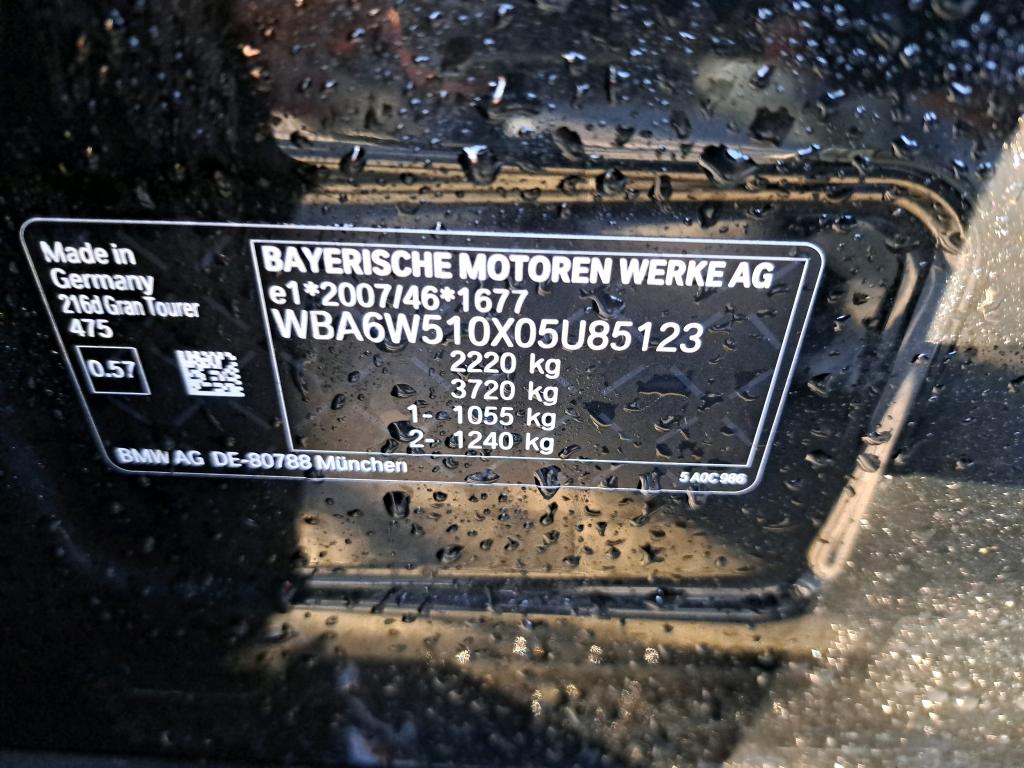 Made in
Germany
216d Gran Tourer
475
0.57
BAYERISCHE MOTOREN WERKE AG
e1*2007/46*1677
WBA6W510X05U85123
2220 kg
3720 kg
1- 1055 kg
2- 1240 kg
BMW AG DE-80788 München
5 A0C 986